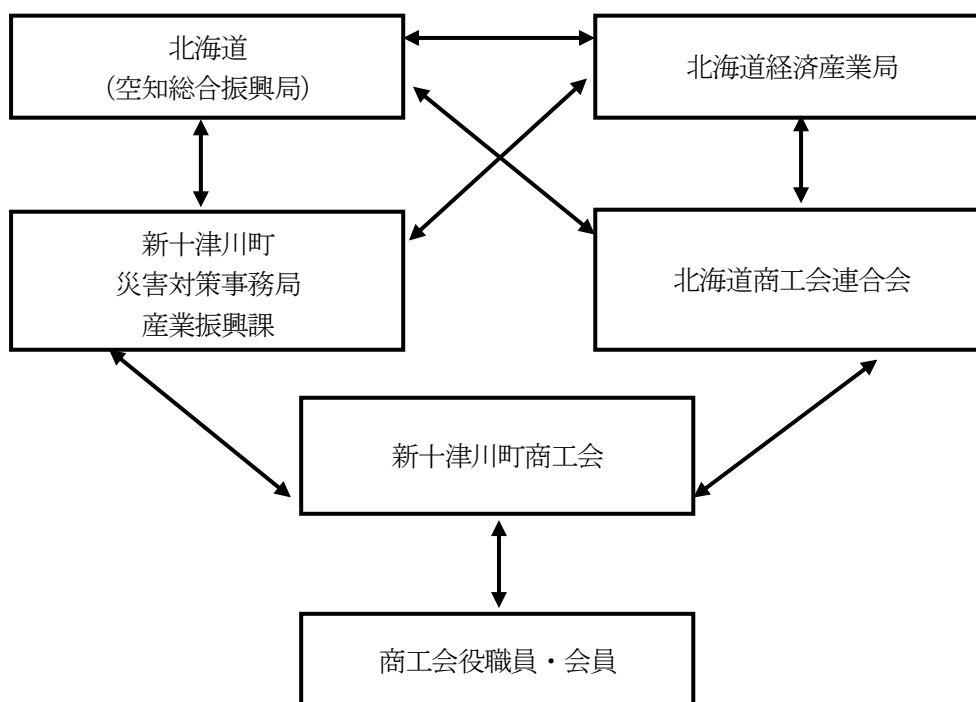 北海道
(空知総合振興局)
北海道経済産業局
新十津川町
災害対策事務局
産業振興課
北海道商工会連合会
新十津川町商工会
商工会役職員・会員